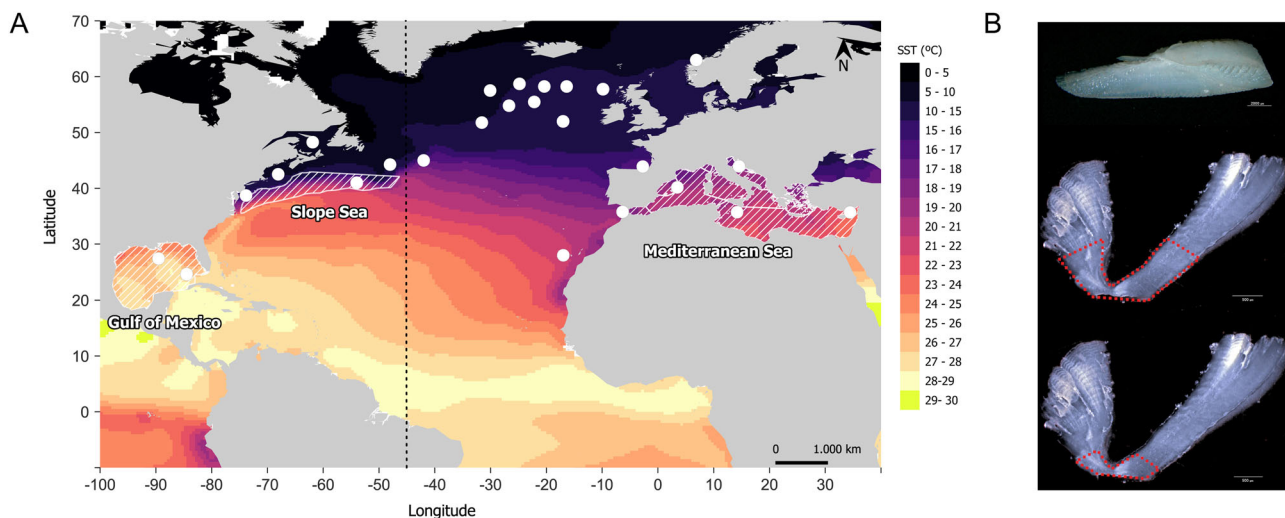 A
B
70
60
50
40
30
20
10
0
Latitude
-100
-90
-80
-70
-60
-50
-40
-30
-20
-10
0
10
20
30
Longitude
Slope Sea
Mediterranean Sea
Gulf of Mexico
N
0
1.000 km
SST (ºC)
0 - 5
5 - 10
10 - 15
15 - 16
16 - 17
17 - 18
18 - 19
19 - 20
20 - 21
21 - 22
22 - 23
23 - 24
24 - 25
25 - 26
26 - 27
27 - 28
28-29
29- 30